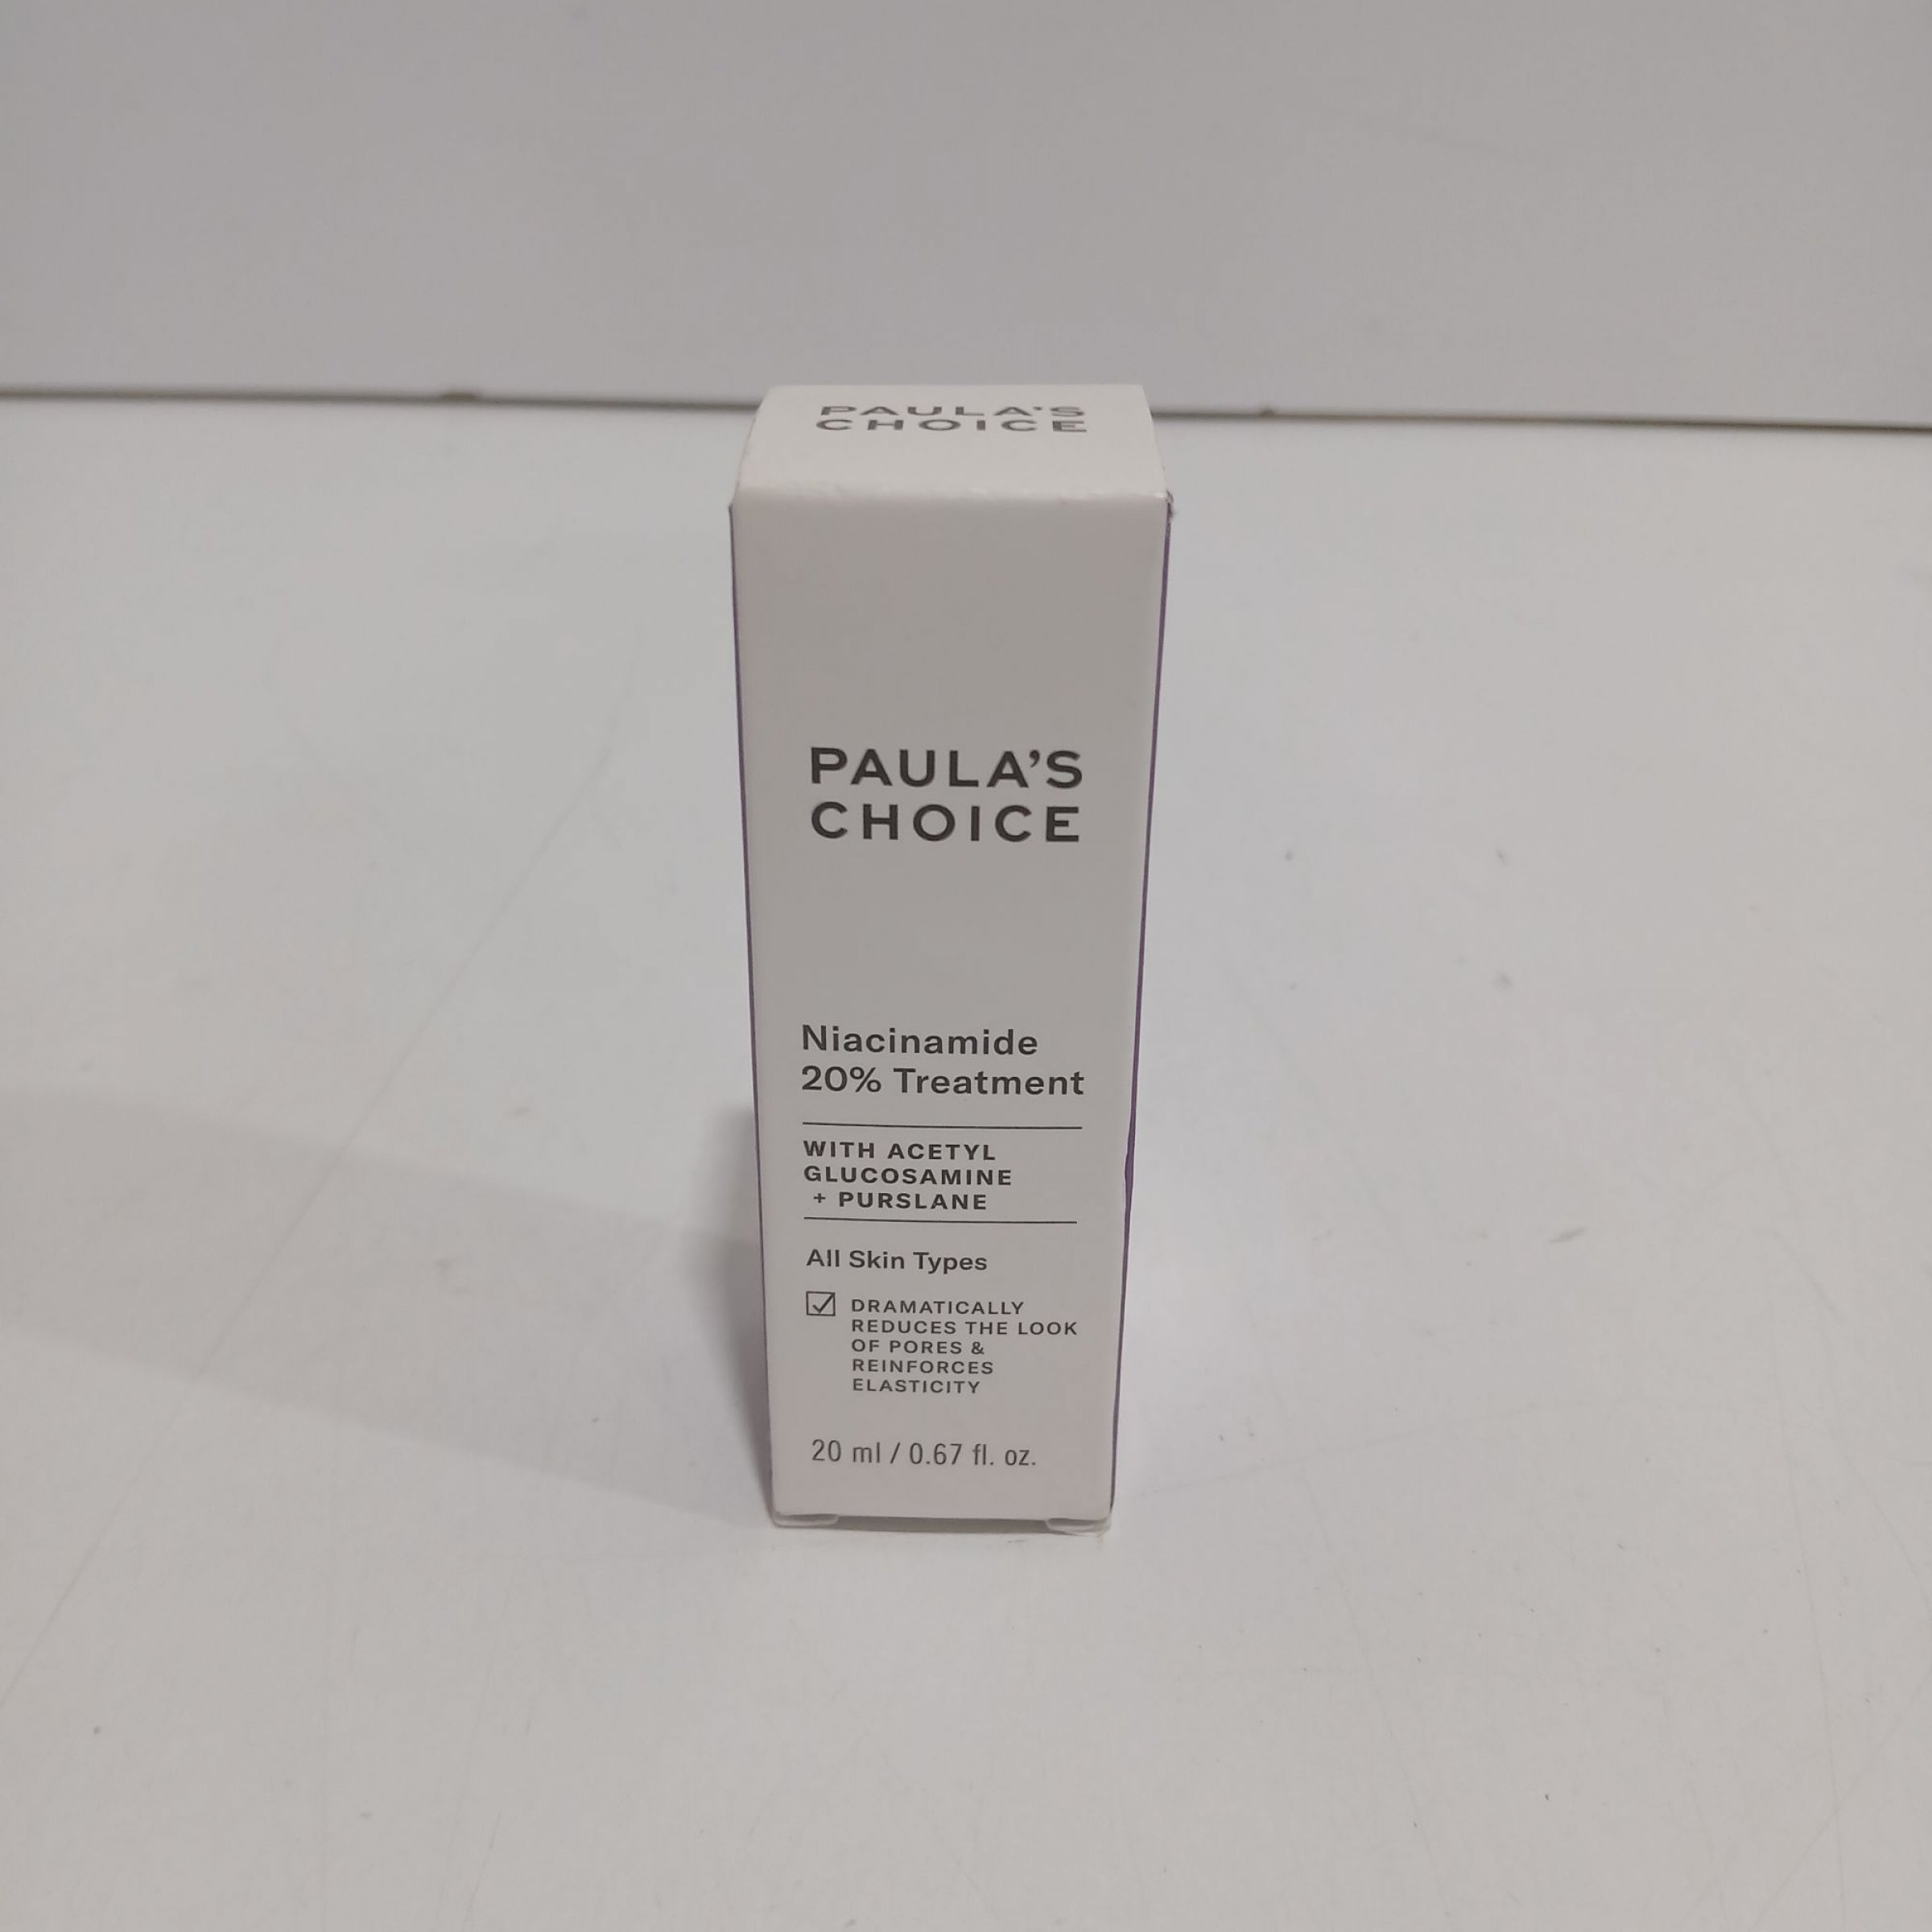 PAULA'S
CHOICE
PAULA'S
CHOICE
Niacinamide
20% Treatment
WITH ACETYL
GLUCOSAMINE
+ PURSLANE
All Skin Types
DRAMATICALLY
REDUCES THE LOOK
OF PORES &
REINFORCES
ELASTICITY
20 ml / 0.67 fl. oz.